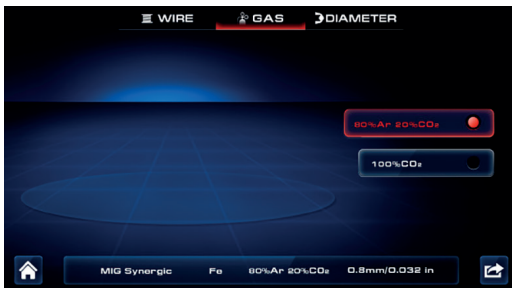 WIRE GAS DIAMETER
80%Ar 20%CO₂
100%CO₂
MIG Synergic Fe 80%Ar 20%CO₂ 0.8mm/0.032 in